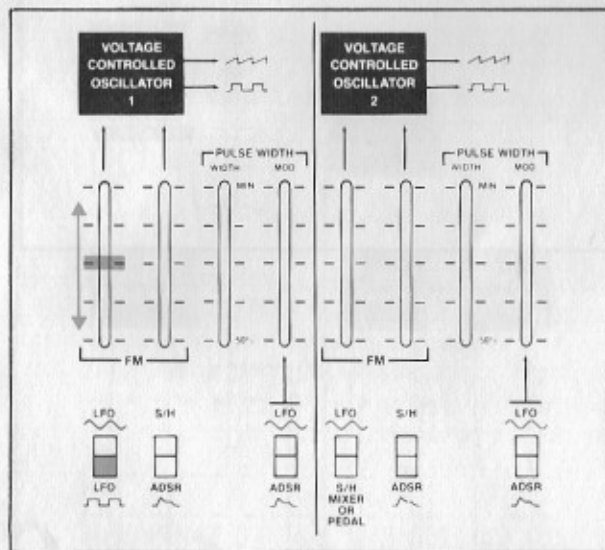 VOLTAGE
CONTROLLED
OSCILLATOR
1
VOLTAGE
CONTROLLED
OSCILLATOR
2
PULSE WIDTH
WIDTH MOD
PULSE WIDTH
WIDTH MOD
MIN
MIN
50%
50%
FM
FM
LFO S/H LFO
LFO S/H LFO
LFO ADSR ADSR
S/H
MIXER
OR
PEDAL
ADSR ADSR